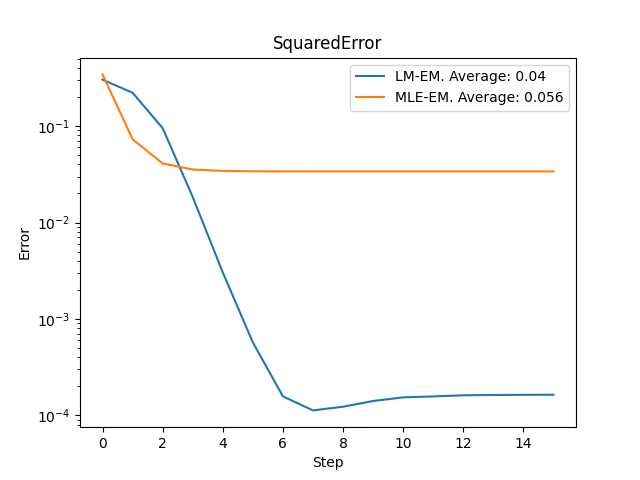 SquaredError
LM-EM. Average: 0.04
MLE-EM. Average: 0.056
Error
10⁻¹
10⁻²
10⁻³
10⁻⁴
0 2 4 6 8 10 12 14
Step